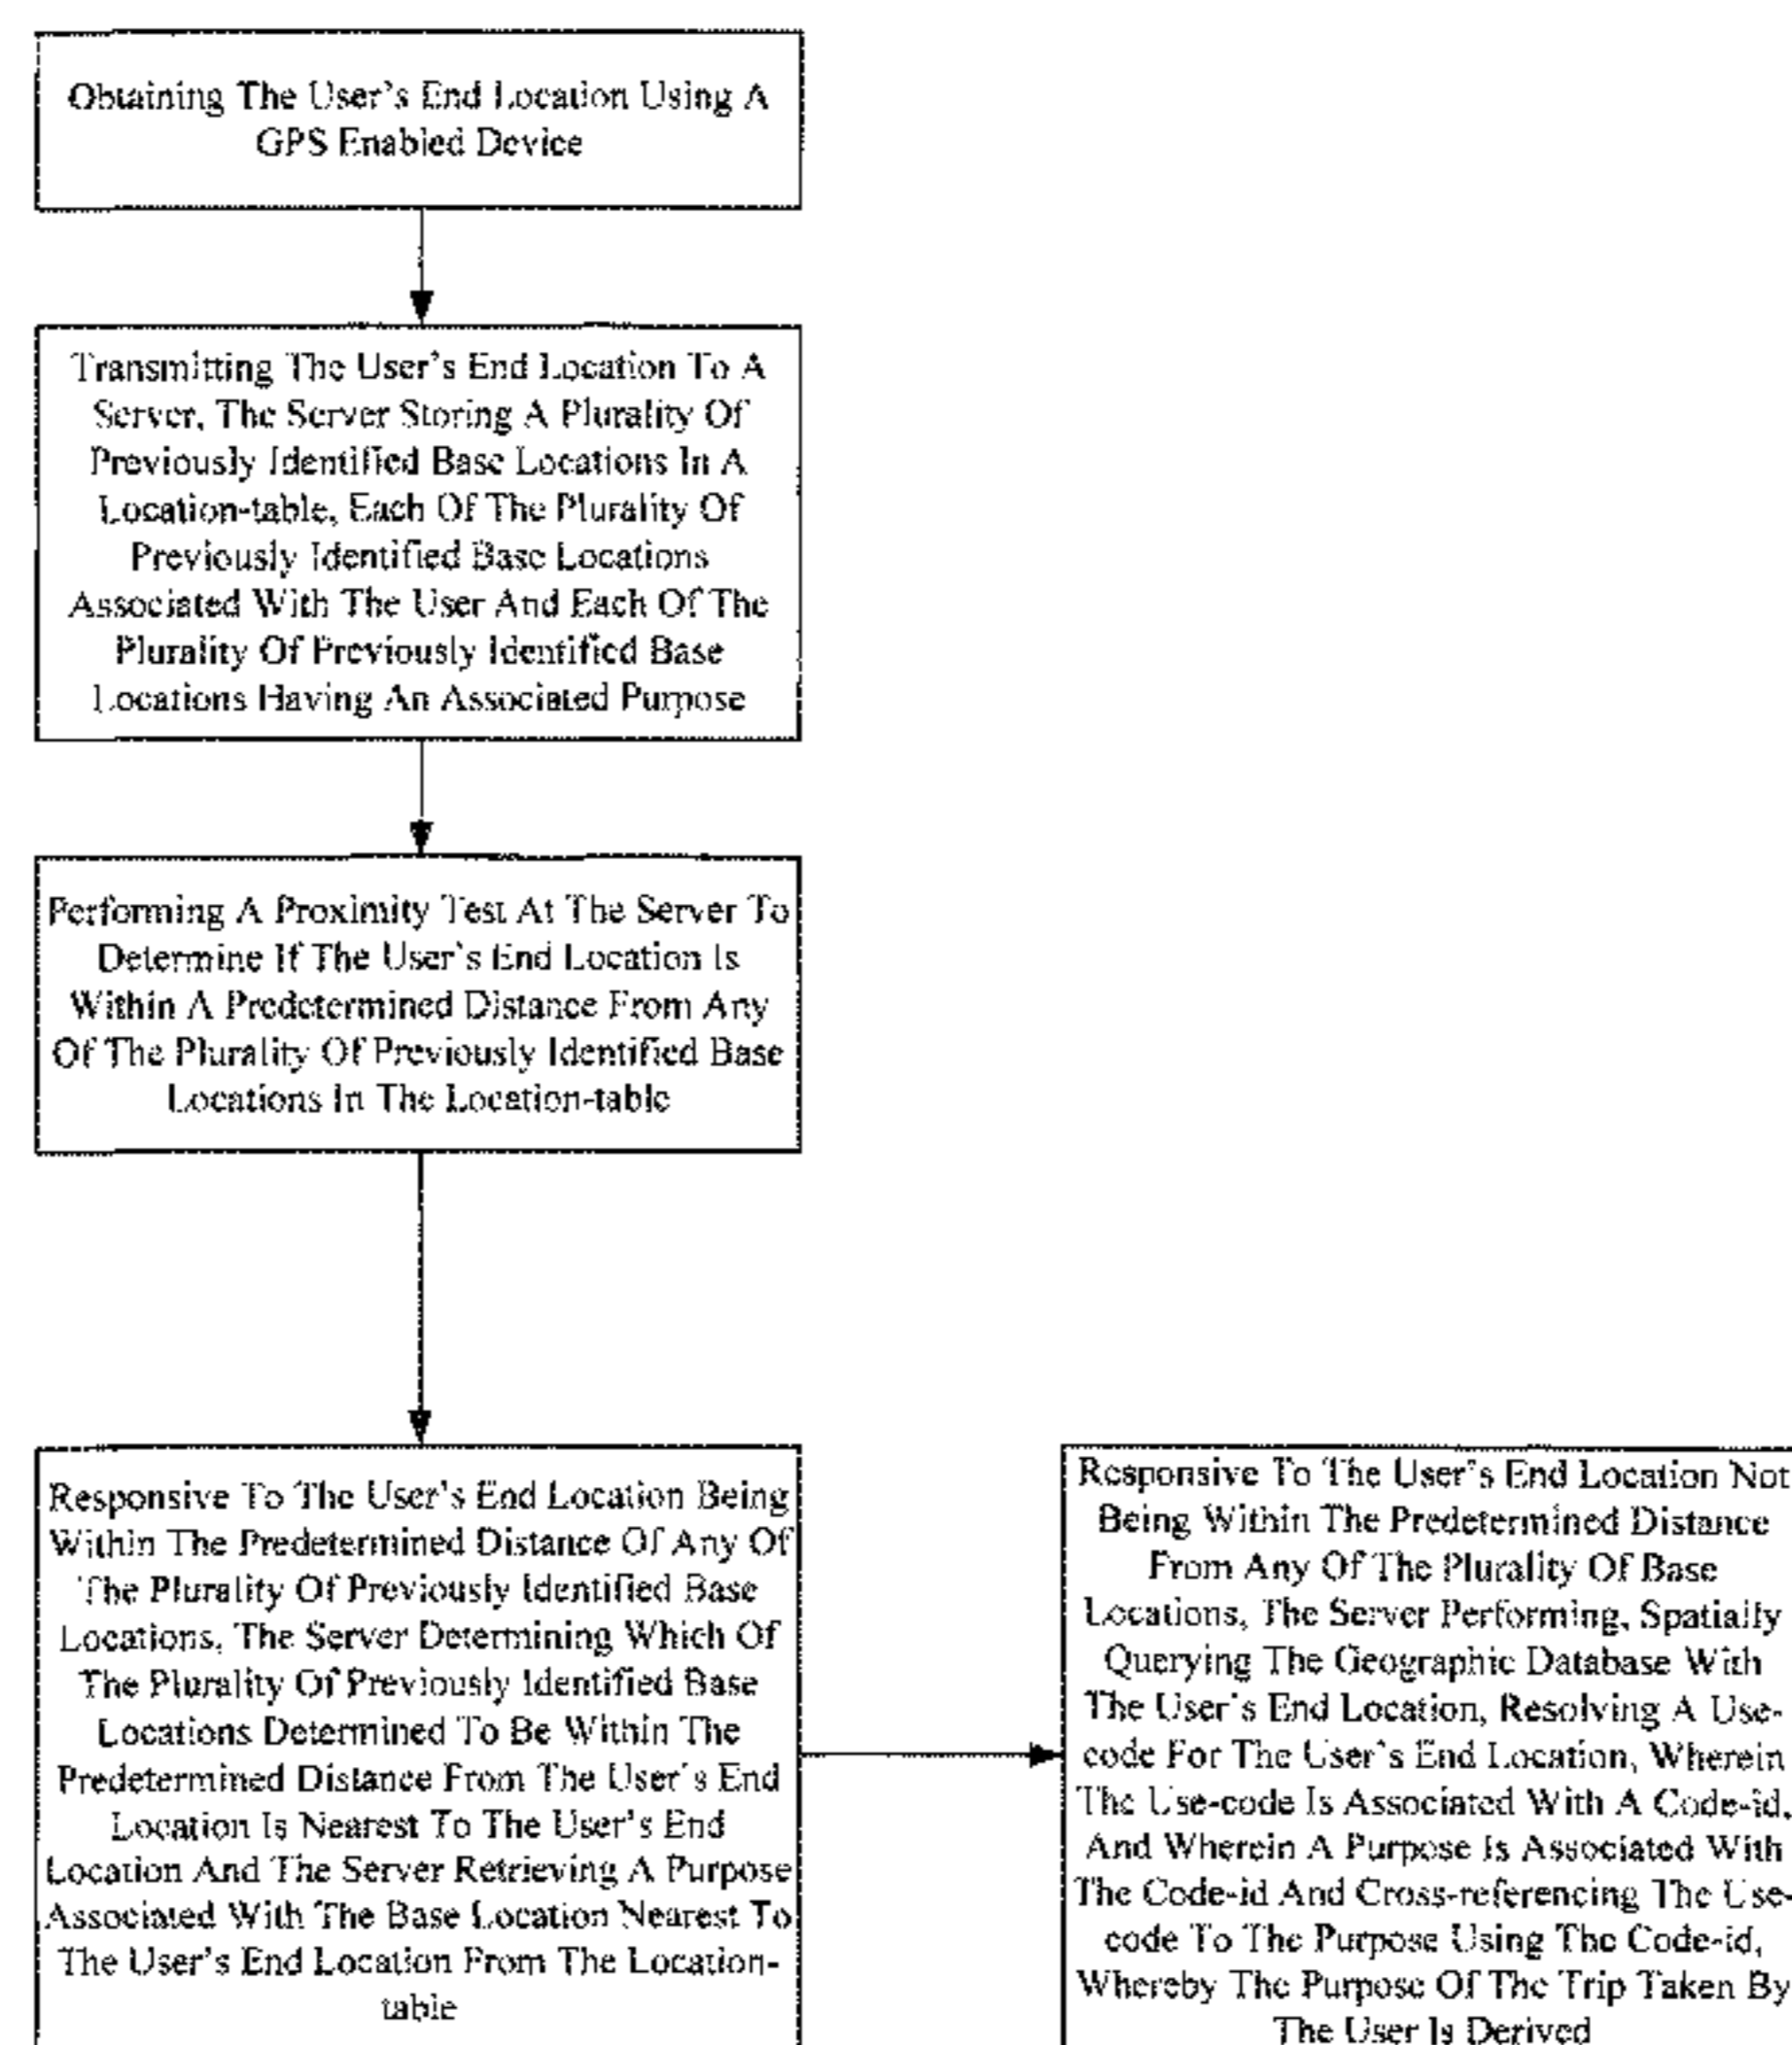 Obtaining The User's End Location Using A
GPS Enabled Device
Transmitting The User's End Location To A
Server, The Server Storing A Plurality Of
Previously Identified Base Locations In A
Location-table, Each Of The Plurality Of
Previously Identified Base Locations
Associated With The User And Each Of The
Plurality Of Previously Identified Base
Locations Having An Associated Purpose
Performing A Proximity Test At The Server To
Determine If The User's End Location Is
Within A Predetermined Distance From Any
Of The Plurality Of Previously Identified Base
Locations In The Location-table
Responsive To The User's End Location Being
Within The Predetermined Distance Of Any Of
The Plurality Of Previously Identified Base
Locations, The Server Determining Which Of
The Plurality Of Previously Identified Base
Locations Determined To Be Within The
Predetermined Distance From The User's End
Location Is Nearest To The User's End
Location And The Server Retrieving A Purpose
Associated With The Base Location Nearest To
The User's End Location From The Location-
table
Responsive To The User's End Location Not
Being Within The Predetermined Distance
From Any Of The Plurality Of Base
Locations, The Server Performing, Spatially
Querying The Geographic Database With
The User's End Location, Resolving A Use-
code For The User's End Location, Wherein
The Use-code Is Associated With A Code-id,
And Wherein A Purpose Is Associated With
The Code-id And Cross-referencing The Use-
code To The Purpose Using The Code-id,
Whereby The Purpose Of The Trip Taken By
The User Is Derived